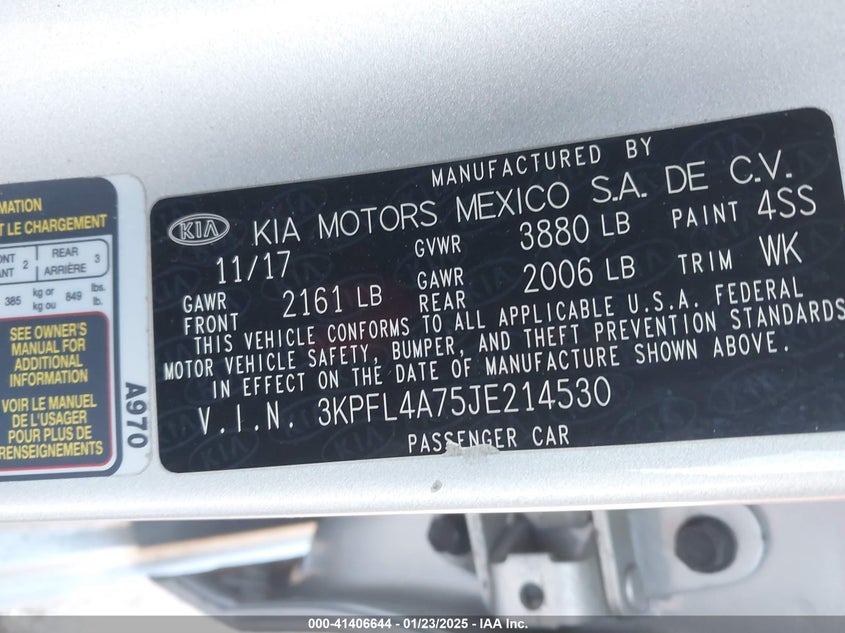 MATION
T LE CHARGEMENT
ONT 2 REAR 3
ANT ARRIÈRE
385 kg or 849 lbs.
kg ou lb.
SEE OWNER'S
MANUAL FOR
ADDITIONAL
INFORMATION
VOIR LE MANUEL
DE L'USAGER
POUR PLUS DE
RENSEIGNEMENTS
A970
MANUFACTURED BY
KIA KIA MOTORS MEXICO S.A. DE C.V.
11/17 GVWR 3880 LB PAINT 4SS
GAWR FRONT 2161 LB GAWR REAR 2006 LB TRIM WK
THIS VEHICLE CONFORMS TO ALL APPLICABLE U.S.A. FEDERAL
MOTOR VEHICLE SAFETY, BUMPER, AND THEFT PREVENTION STANDARDS
IN EFFECT ON THE DATE OF MANUFACTURE SHOWN ABOVE.
V.I.N. 3KPFL4A75JE214530
PASSENGER CAR
000-41406644 — 01/23/2025 — IAA Inc.